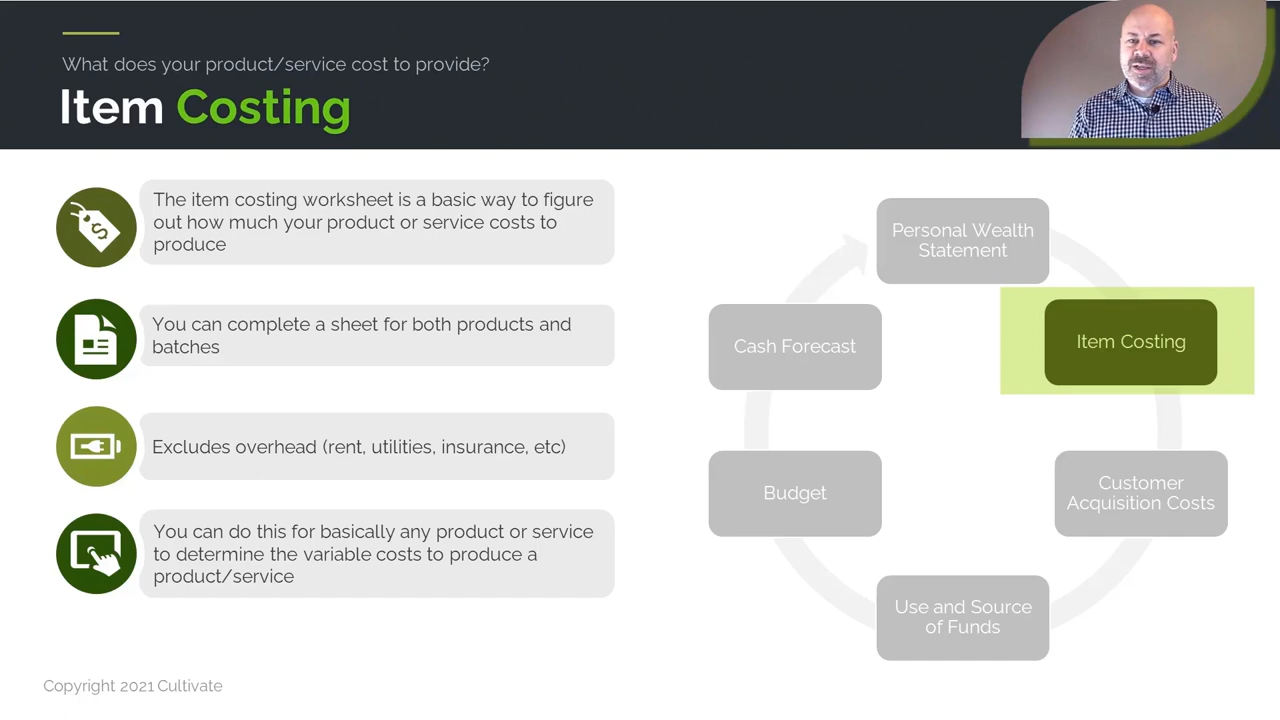 What does your product/service cost to provide?
Item Costing
The item costing worksheet is a basic way to figure
out how much your product or service costs to
produce
You can complete a sheet for both products and
batches
Excludes overhead (rent, utilities, insurance, etc)
You can do this for basically any product or service
to determine the variable costs to produce a
product/service
Personal Wealth
Statement
Item Costing
Customer
Acquisition Costs
Use and Source
of Funds
Budget
Cash Forecast
Copyright 2021 Cultivate